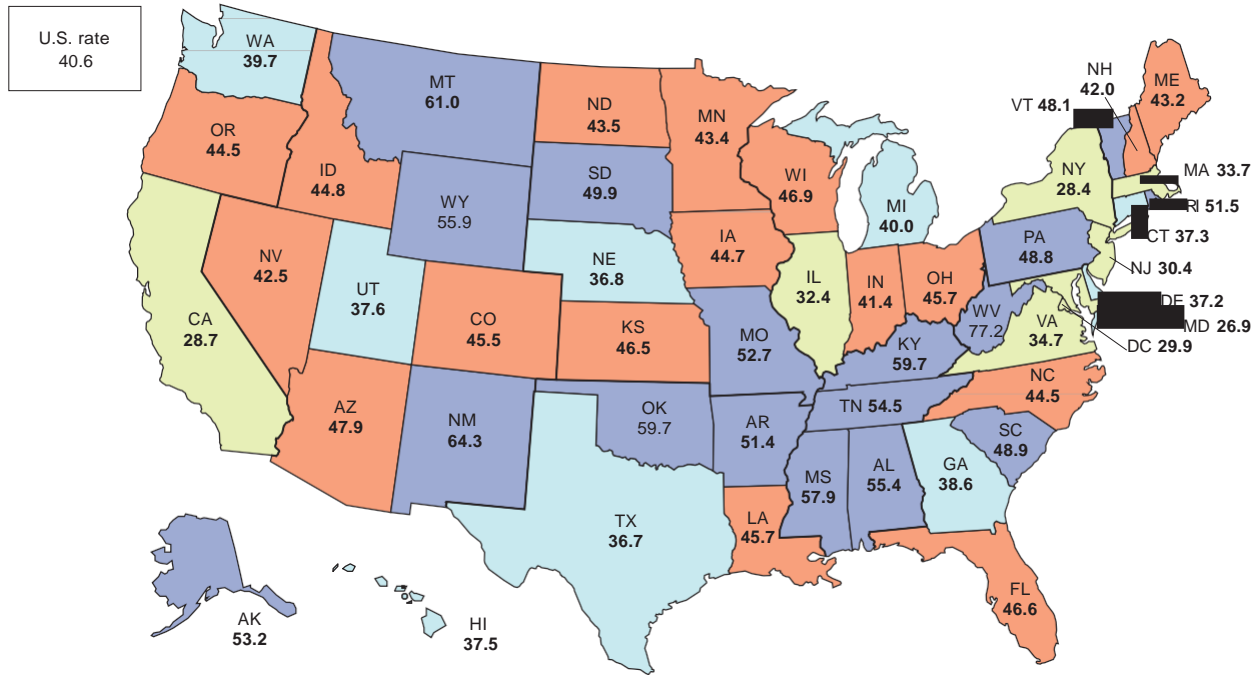 U.S. rate
40.6
WA
39.7
MT
61.0
ND
43.5
MN
43.4
NH
42.0
ME
43.2
VT 48.1
OR
44.5
ID
44.8
WY
55.9
SD
49.9
WI
46.9
MI
40.0
NY
28.4
MA 33.7
RI 51.5
CT 37.3
NJ 30.4
DE 37.2
MD 26.9
DC 29.9
PA
48.8
NV
42.5
UT
37.6
NE
36.8
IA
44.7
IL
32.4
IN
41.4
OH
45.7
WV
77.2
VA
34.7
CA
28.7
CO
45.5
KS
46.5
MO
52.7
KY
59.7
NC
44.5
TN 54.5
AZ
47.9
NM
64.3
OK
59.7
AR
51.4
SC
48.9
MS
57.9
AL
55.4
GA
38.6
TX
36.7
LA
45.7
FL
46.6
AK
53.2
HI
37.5